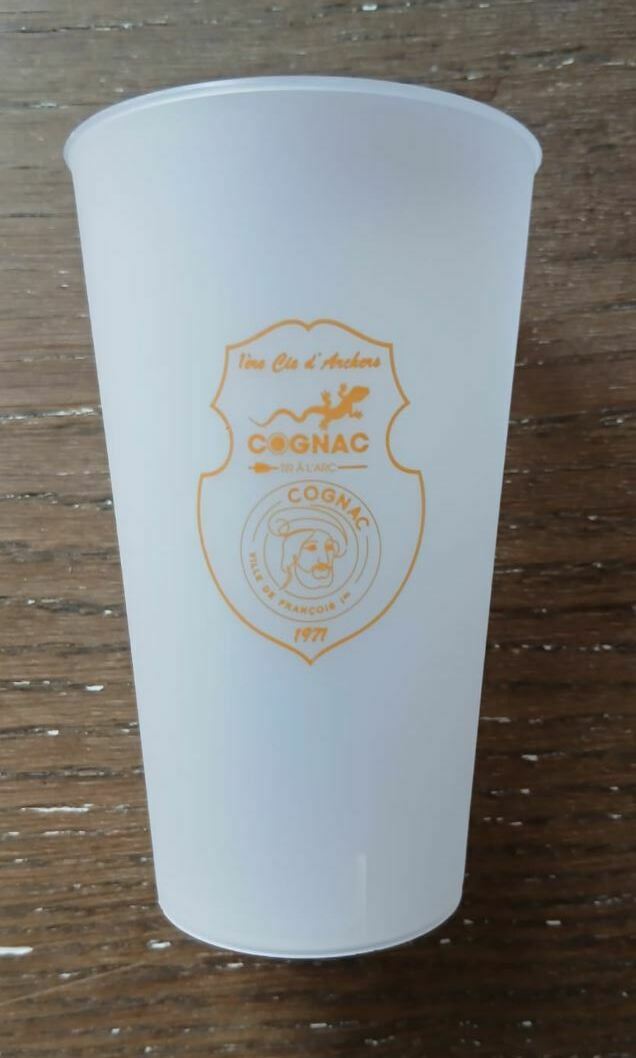 1ère Cie d'Archers
COGNAC
TIR À L'ARC
COGNAC
VILLE DE FRANÇOIS 1ER
1971